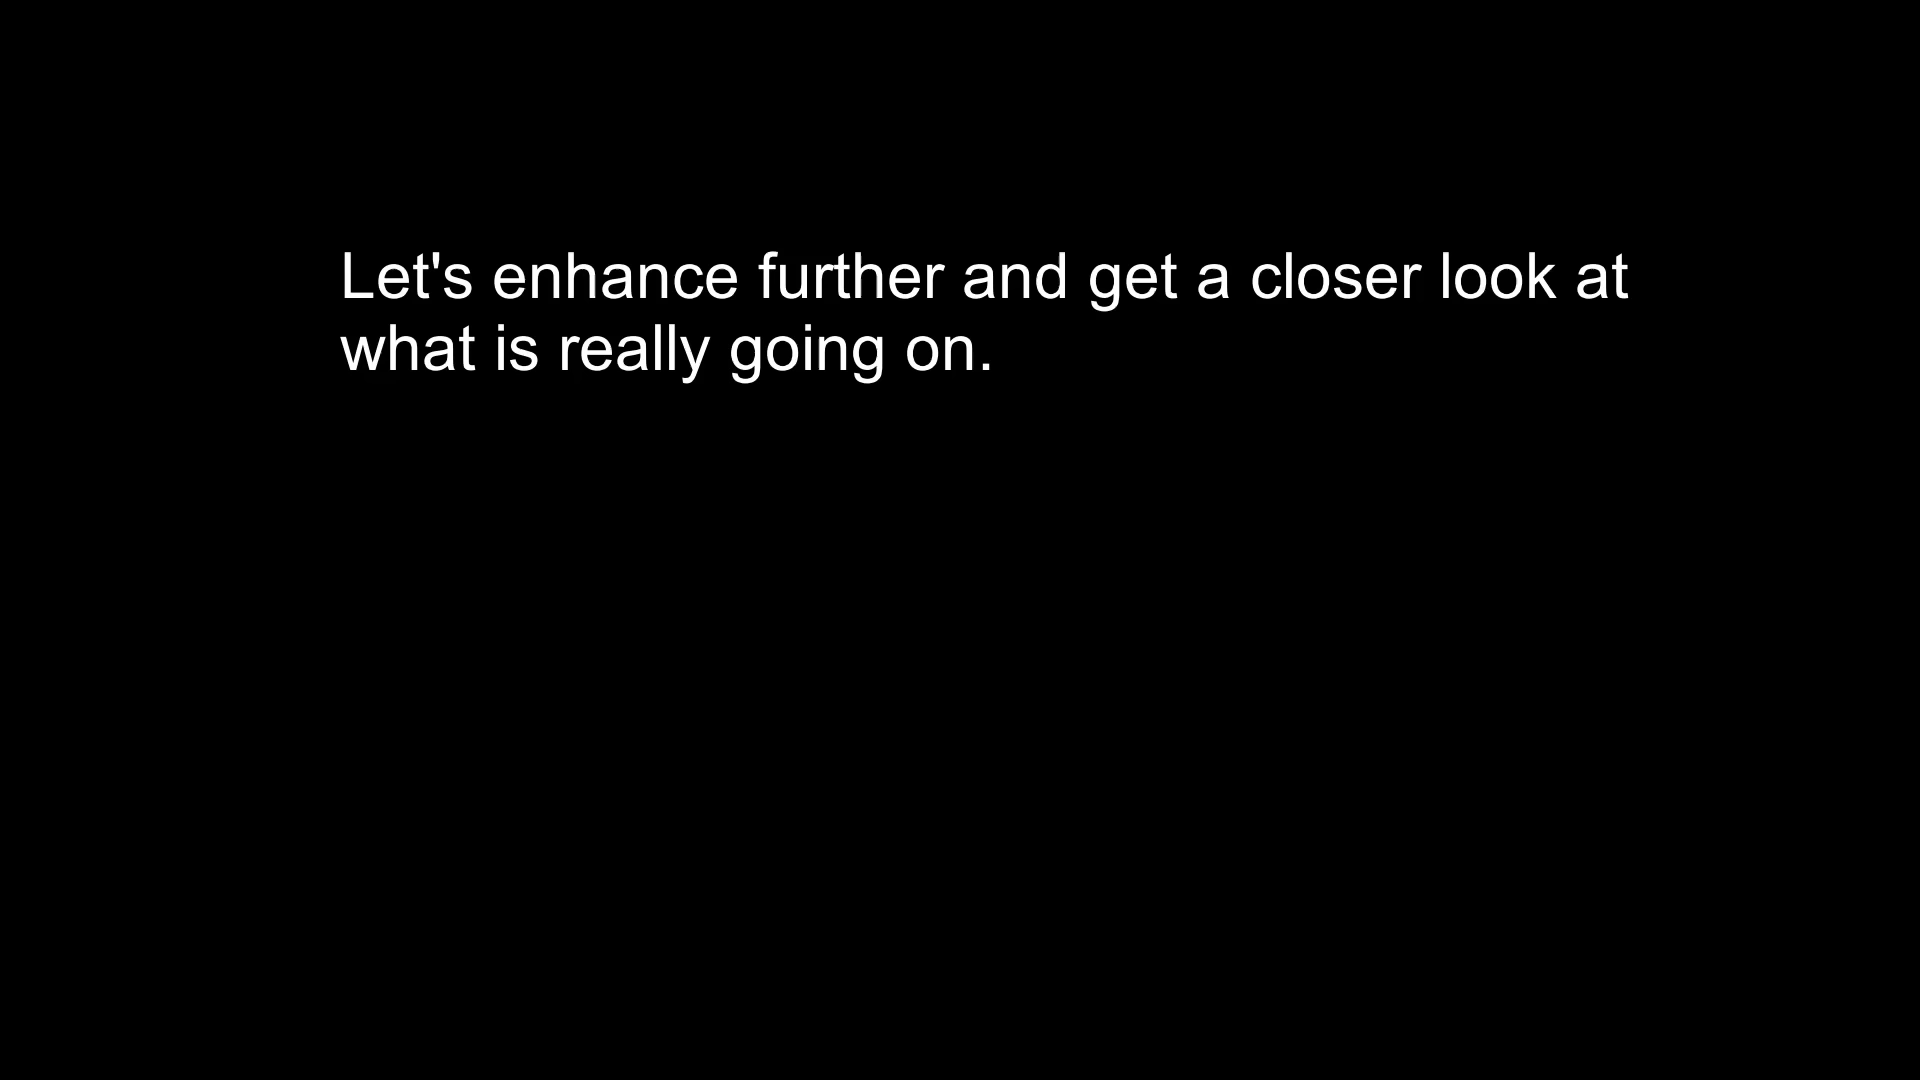 Let's enhance further and get a closer look at
what is really going on.